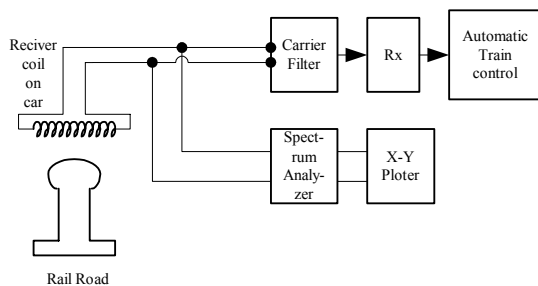 Reciver
coil
on
car
Carrier
Filter
Rx
Automatic
Train
control
Spect-
rum
Analy-
zer
X-Y
Ploter
Rail Road